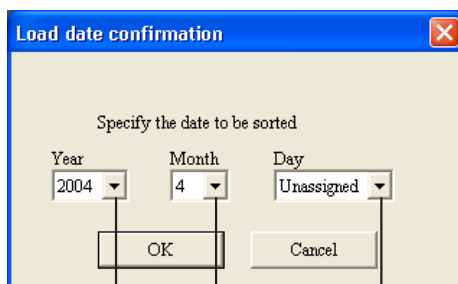 Load date confirmation
Specify the date to be sorted
Year Month Day
2004 4 Unassigned
OK Cancel